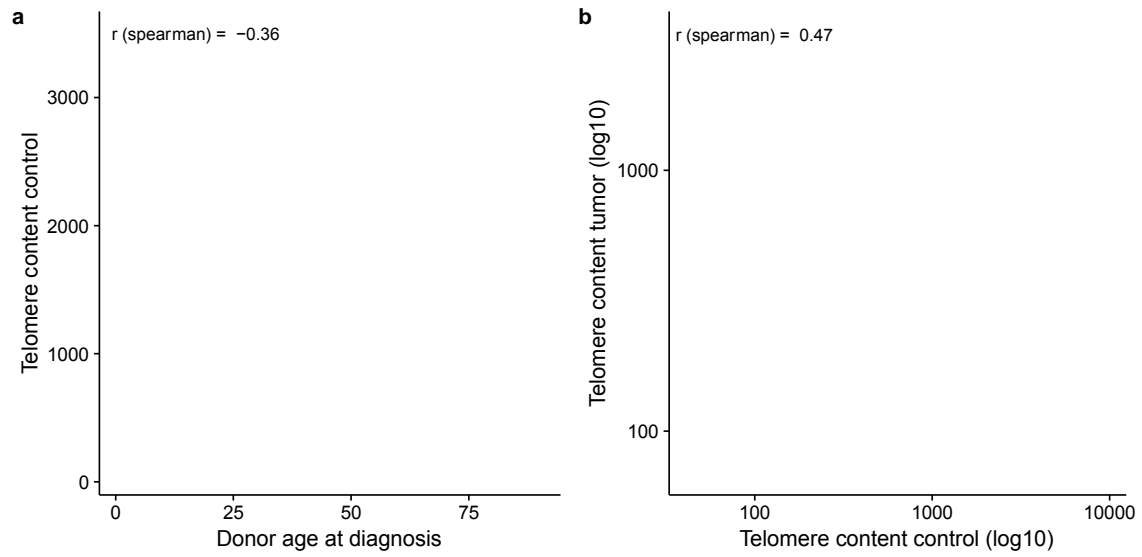 a
r (spearman) = −0.36
Telomere content control
3000
2000
1000
0
0 25 50 75
Donor age at diagnosis
b
r (spearman) = 0.47
Telomere content tumor (log10)
1000
100
100 1000 10000
Telomere content control (log10)